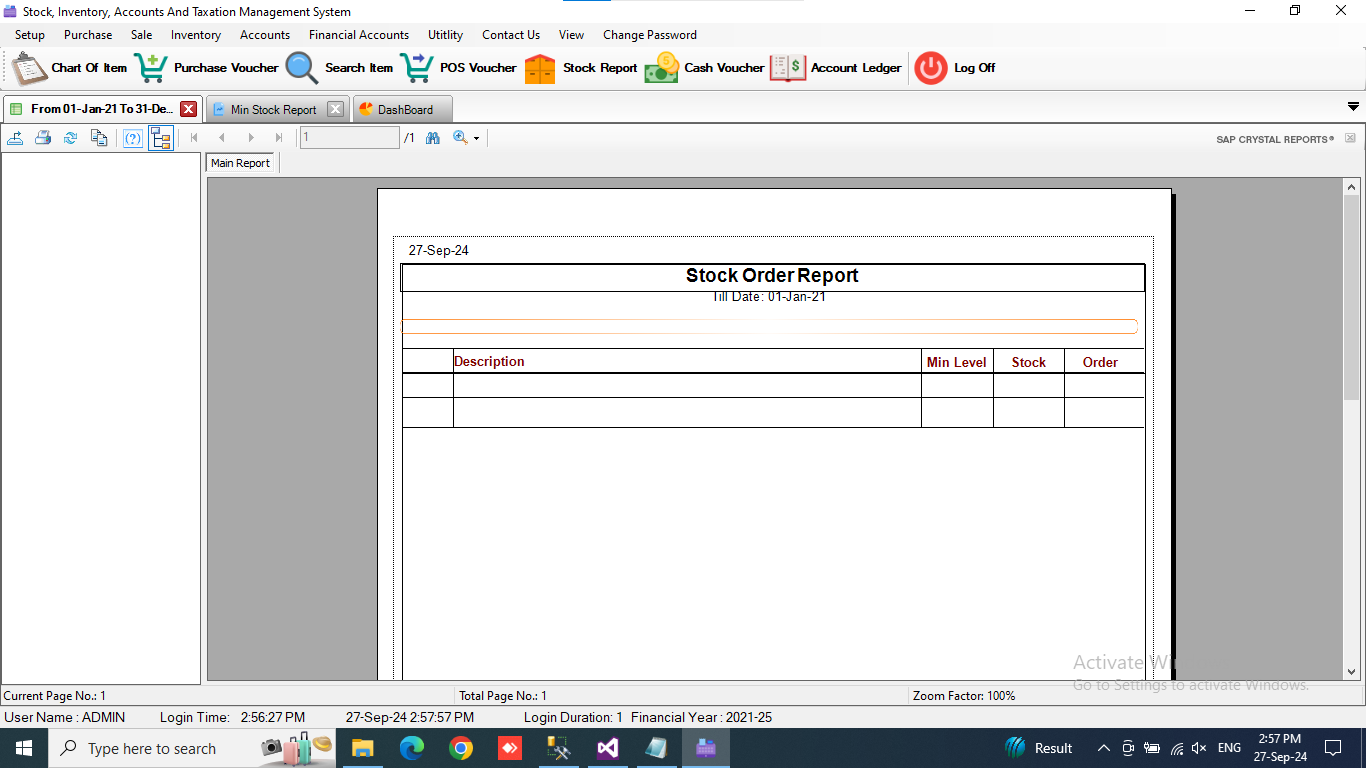 Stock, Inventory, Accounts And Taxation Management System
Setup Purchase Sale Inventory Accounts Financial Accounts Utitlity Contact Us View Change Password
Chart Of Item Purchase Voucher Search Item POS Voucher Stock Report Cash Voucher Account Ledger Log Off
From 01-Jan-21 To 31-De... Min Stock Report DashBoard
1 /1 SAP CRYSTAL REPORTS®
Main Report
27-Sep-24
Stock Order Report
Till Date: 01-Jan-21
Description Min Level Stock Order
Activate Wi
Go to Settings to activate Windows.
Current Page No.: 1 Total Page No.: 1 Zoom Factor: 100%
User Name : ADMIN Login Time: 2:56:27 PM 27-Sep-24 2:57:57 PM Login Duration: 1 Financial Year : 2021-25
Type here to search Result ENG 2:57 PM
27-Sep-24